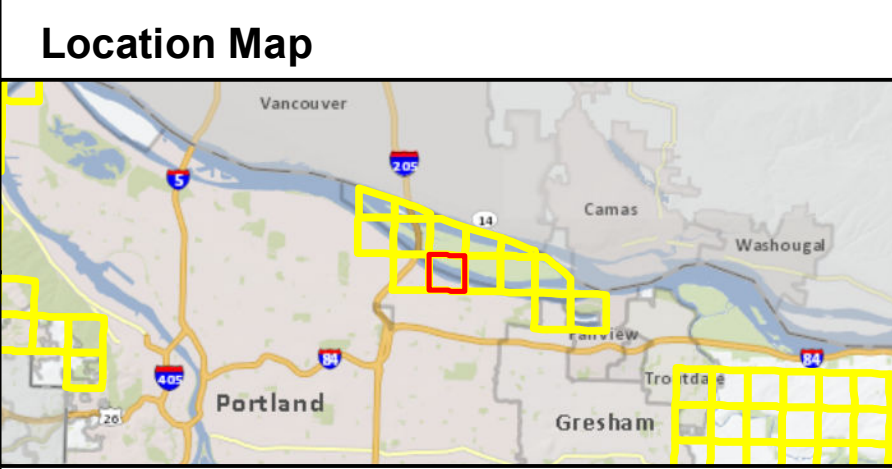 Location Map
Vancouver
205
5
14
Camas
Washougal
Fairview
84
84
405
Troutdale
26
Portland
Gresham